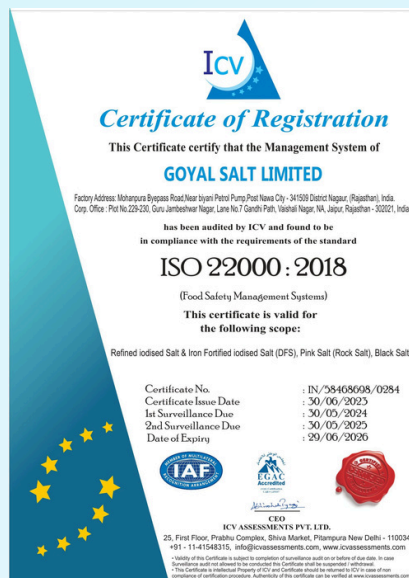 Icv
Certificate of Registration
This Certificate certify that the Management System of
GOYAL SALT LIMITED
Factory Address: Mohanpura Byepass Road,Near biyani Petrol Pump,Post Nawa City - 341509 District Nagaur, (Rajasthan), India.
Corp. Office : Plot No.229-230, Guru Jambeshwar Nagar, Lane No.7 Gandhi Path, Vaishali Nagar, NA, Jaipur, Rajasthan - 302021, India
has been audited by ICV and found to be
in compliance with the requirements of the standard
ISO 22000 : 2018
(Food Safety Management Systems)
This certificate is valid for
the following scope:
Refined iodised Salt & Iron Fortified iodised Salt (DFS), Pink Salt (Rock Salt), Black Salt
Certificate No. : IN/58468698/0284
Certificate Issue Date : 30/06/2023
1st Surveillance Due : 30/05/2024
2nd Surveillance Due : 30/05/2025
Date of Expiry : 29/06/2026
MEMBER OF MULTILATERAL
IAF
RECOGNITION ARRANGEMENT
EGAC
Accredited
CEO
ICV ASSESSMENTS PVT. LTD.
25, First Floor, Prabhu Complex, Shiva Market, Pitampura New Delhi - 110034
+91 - 11-41548315, info@icvassessments.com, www.icvassessments.com
• Validity of this Certificate is subject to completion of surveillance audit on or before of due date. In case
Surveillance audit not allowed to be conducted this Certificate shall be suspended / withdrawal.
• This Certificate is intellectual Property of ICV and Certificate should be returned to ICV in case of non
compliance of certification procedure. Authenticity of this certificate can be verified at www.icvassessments.com